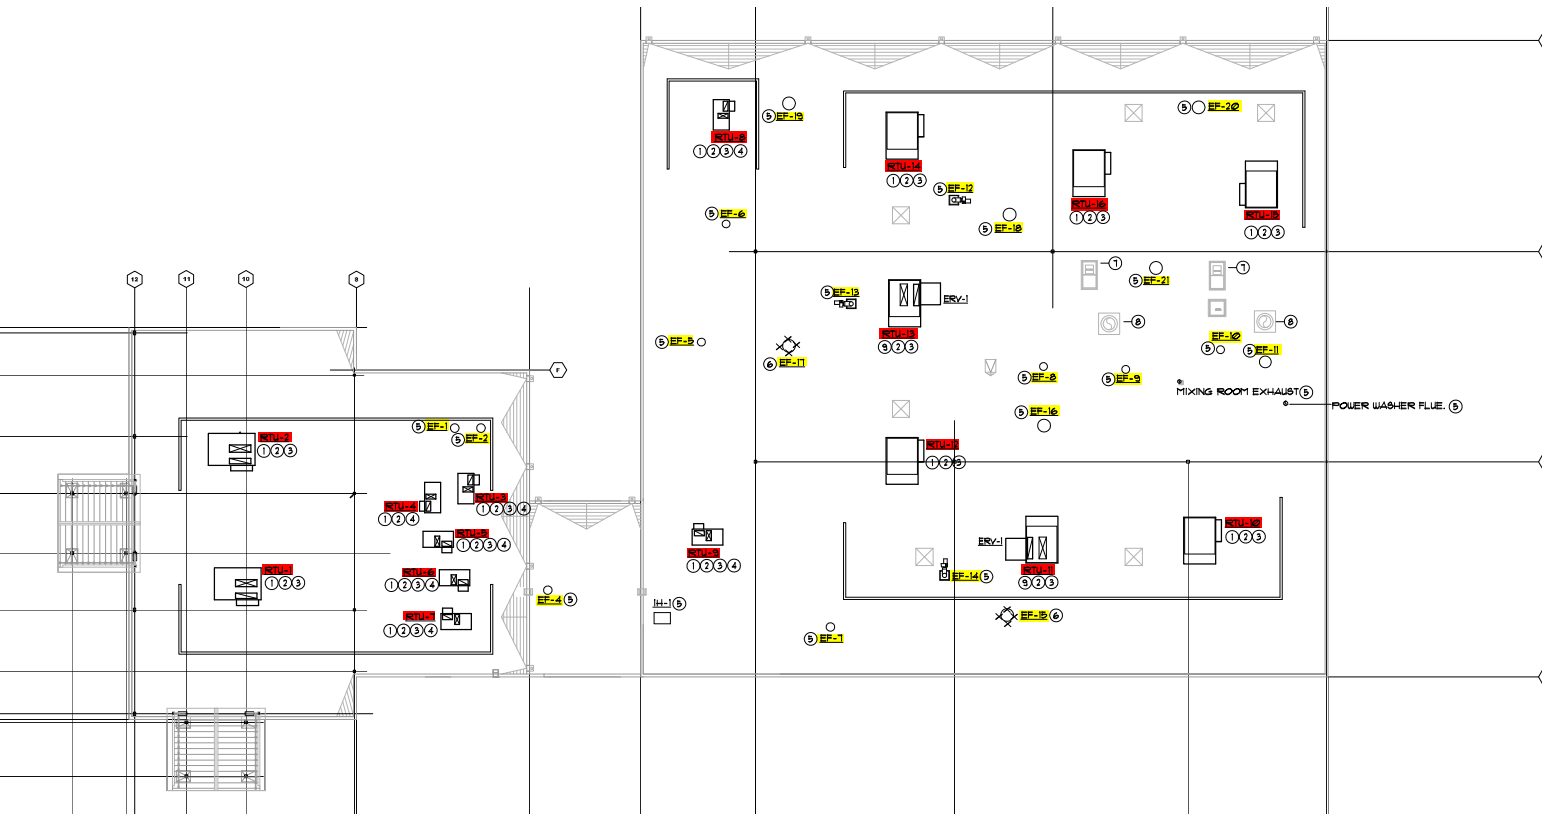 5 EF-19
5 EF-20
RTU-8
1 2 3 4
RTU-14
1 2 3
5 EF-12
RTU-16
1 2 3
RTU-15
1 2 3
5 EF-6
5 EF-18
7
7
5 EF-21
12
11
10
9
5 EF-13
ERV-1
8
8
RTU-13
9 2 3
5 EF-5
6 EF-17
EF-10
5
5 EF-11
F
5 EF-8
5 EF-9
MIXING ROOM EXHAUST 5
POWER WASHER FLUE. 5
5 EF-16
5 EF-1
5 EF-2
RTU-2
1 2 3
RTU-12
1 2 3
RTU-3
1 2 3 4
RTU-4
1 2 4
RTU-5
1 2 3 4
RTU-10
1 2 3
ERV-1
RTU-9
1 2 3 4
RTU-11
9 2 3
RTU-1
1 2 3
RTU-6
1 2 3 4
EF-14 5
EF-4 5
1H-1 5
RTU-7
1 2 3 4
EF-15 6
5 EF-7